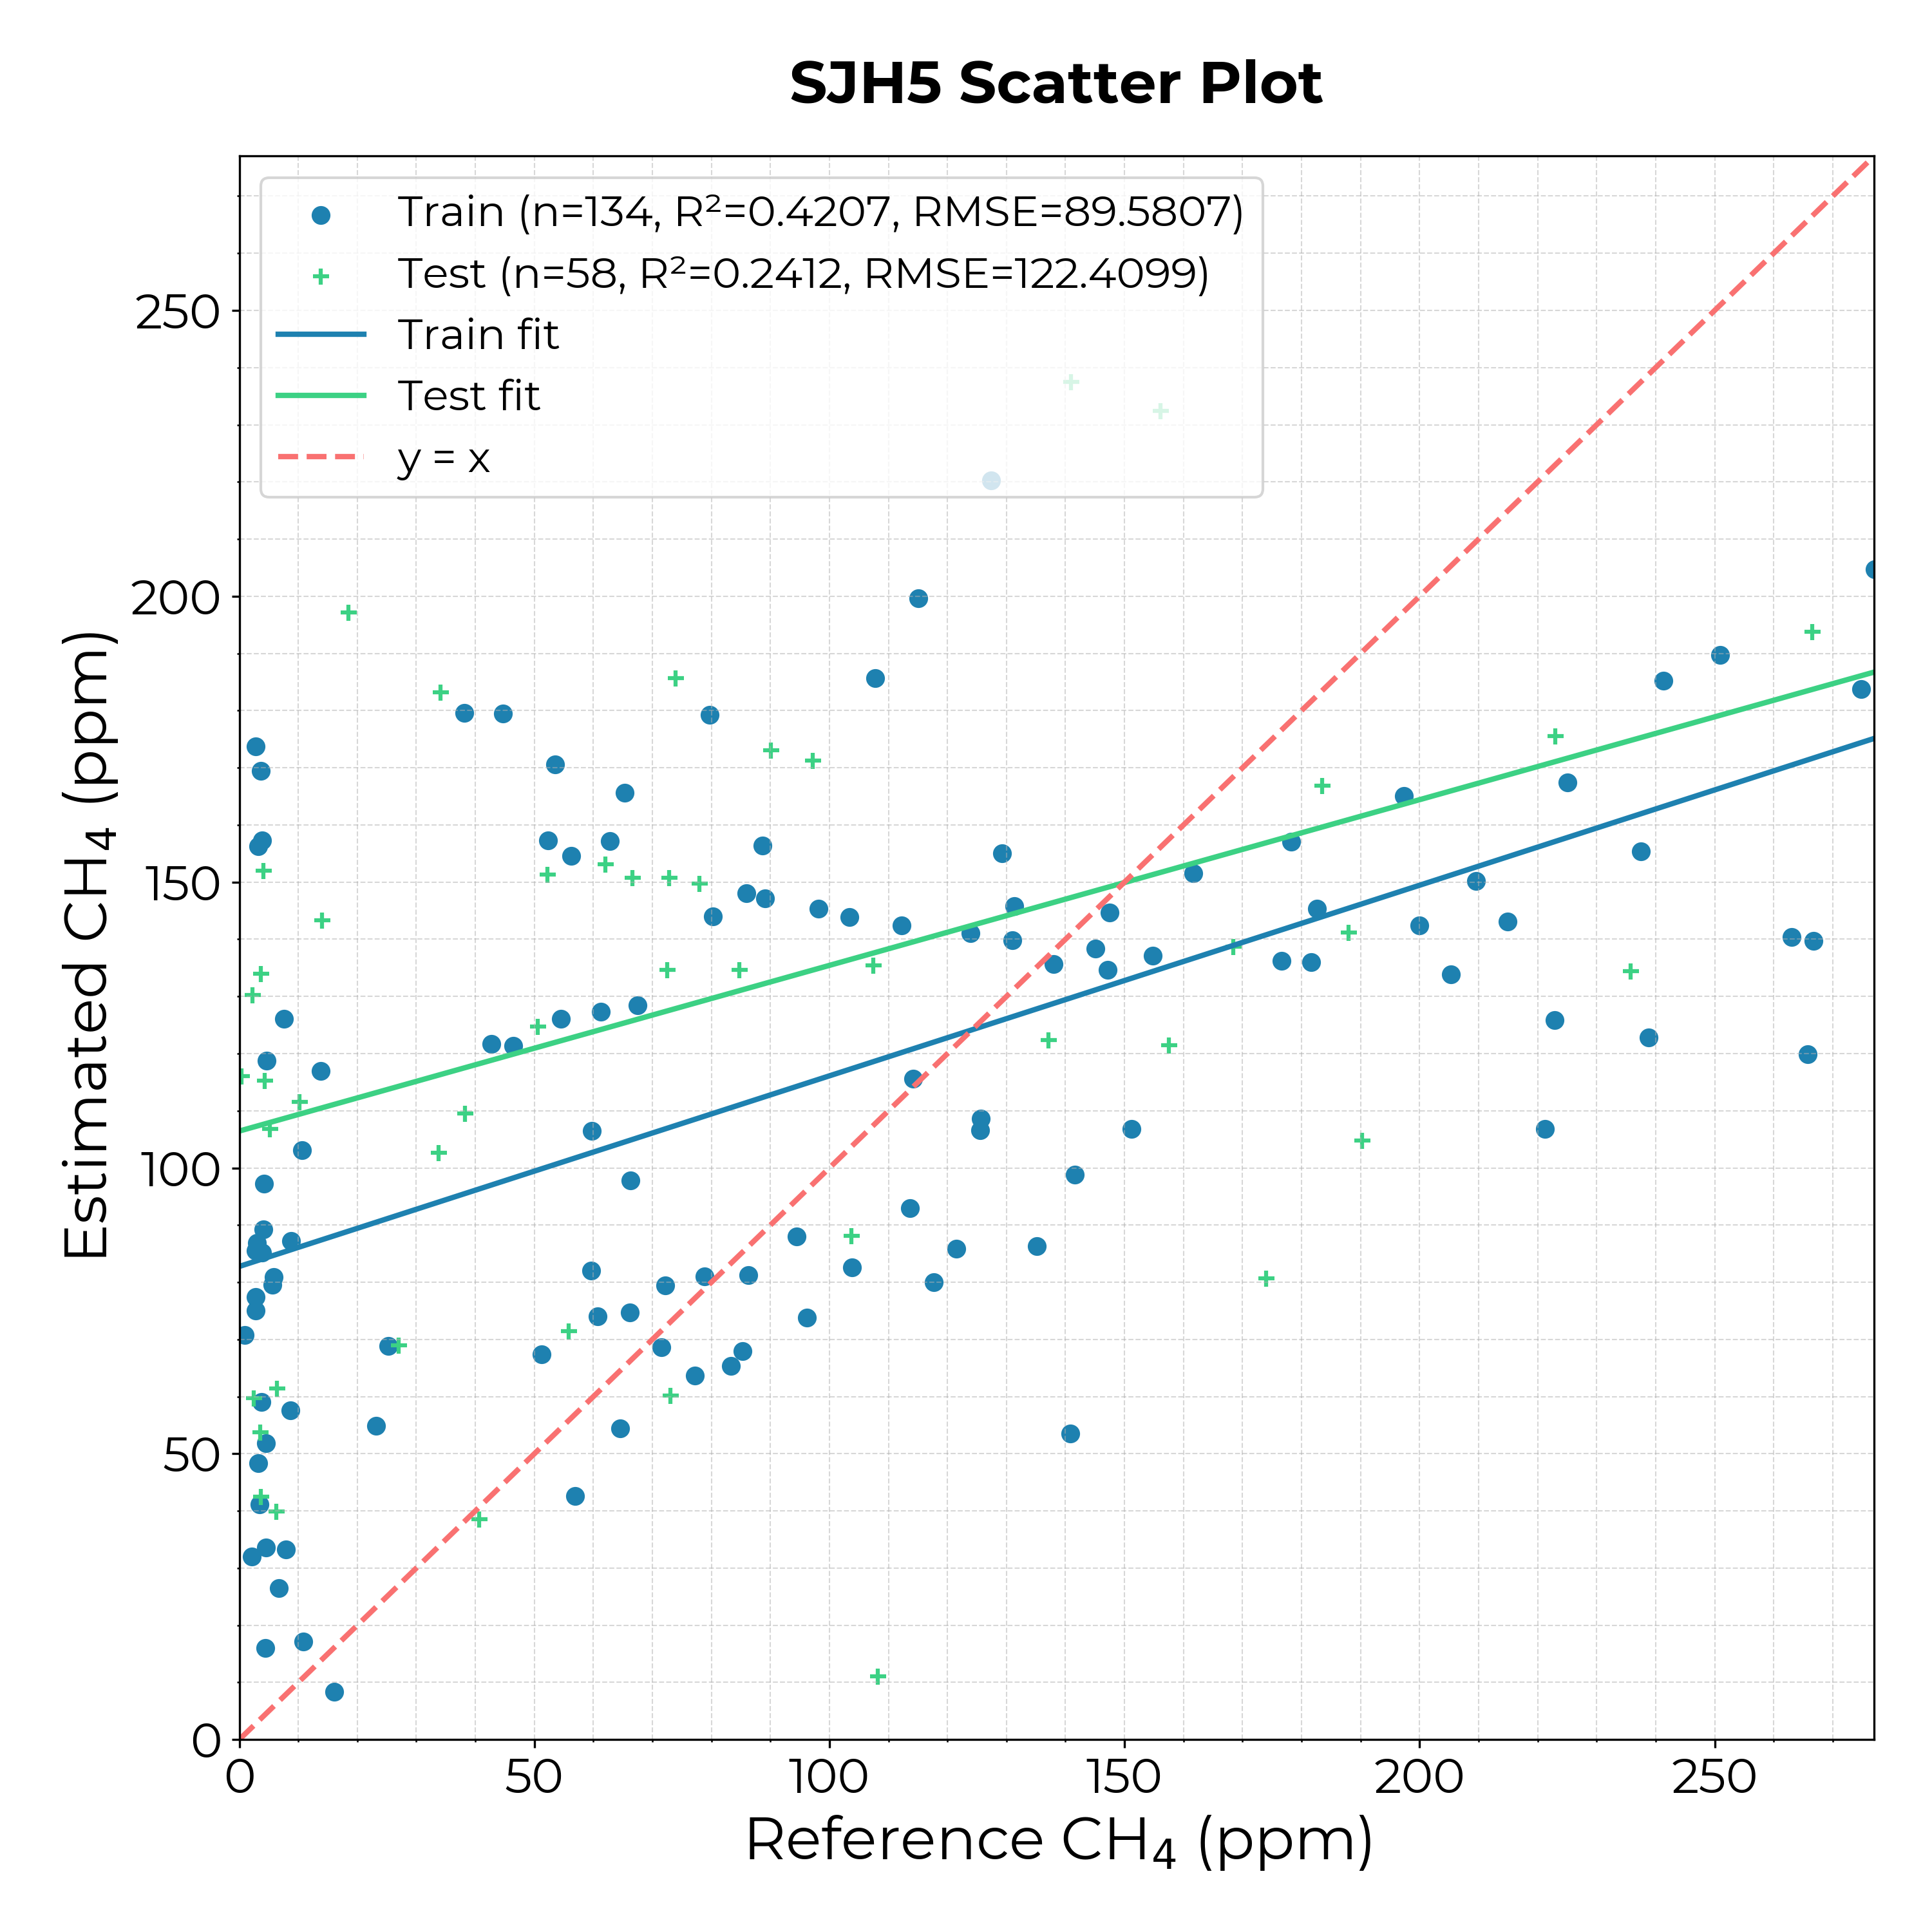 SJH5 Scatter Plot
Train (n=134, R²=0.4207, RMSE=89.5807)
Test (n=58, R²=0.2412, RMSE=122.4099)
Train fit
Test fit
y = x
Estimated CH₄ (ppm)
250
200
150
100
50
0
0 50 100 150 200 250
Reference CH₄ (ppm)